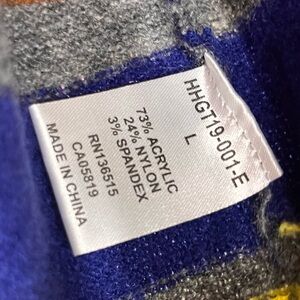 HHGT19-001-E
L
73% ACRYLIC
24% NYLON
3% SPANDEX
RN136515
CA05819
MADE IN CHINA